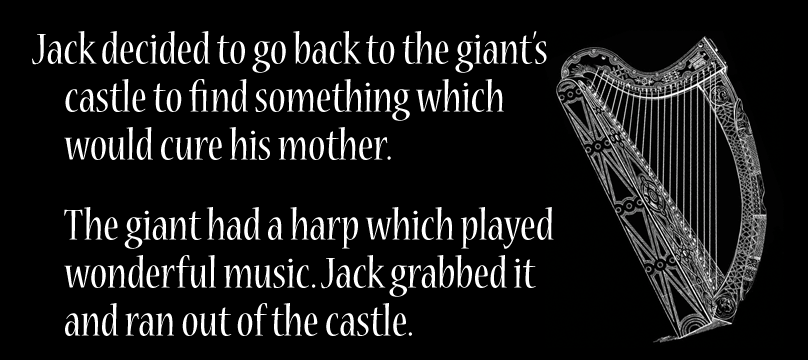 Jack decided to go back to the giant's
castle to find something which
would cure his mother.
The giant had a harp which played
wonderful music. Jack grabbed it
and ran out of the castle.